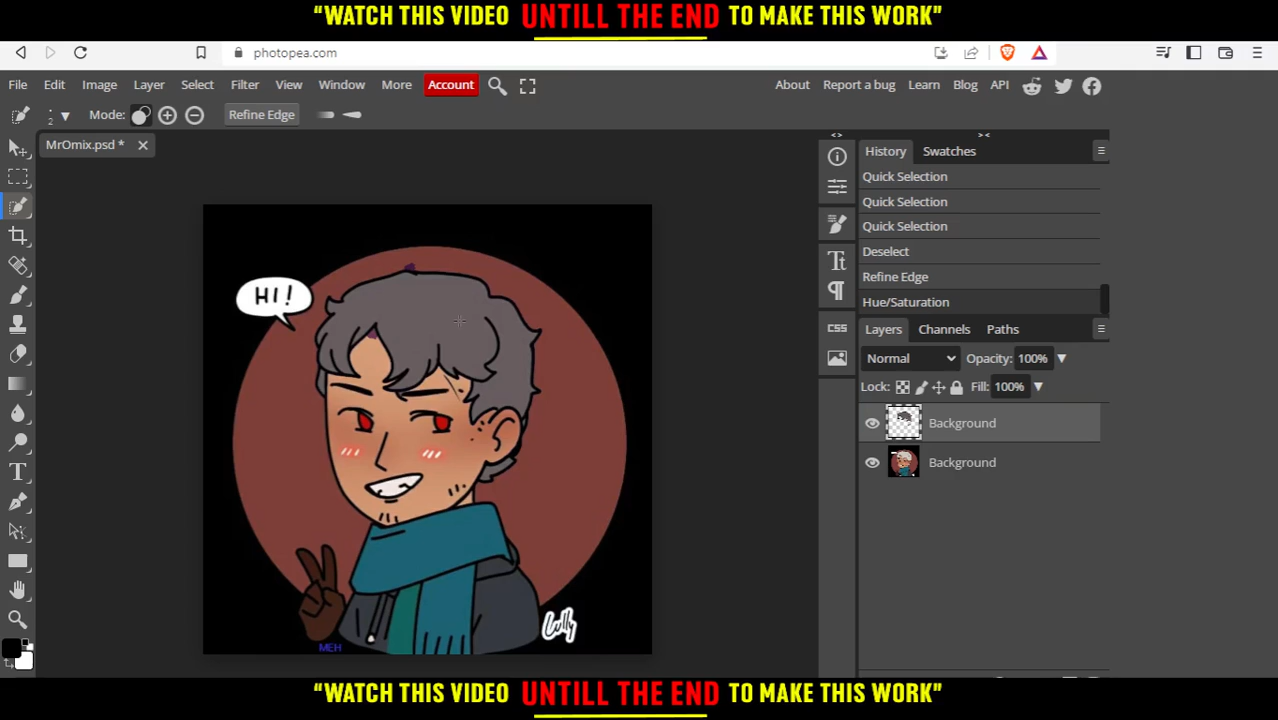 "WATCH THIS VIDEO UNTILL THE END TO MAKE THIS WORK"
photopea.com
File Edit Image Layer Select Filter View Window More Account About Report a bug Learn Blog API
2 Mode: Refine Edge
MrOmix.psd *
History Swatches
Quick Selection
Quick Selection
Quick Selection
Deselect
Refine Edge
Hue/Saturation
Layers Channels Paths
Normal Opacity: 100%
Lock: Fill: 100%
Background
Background
CSS
HI!
Lully
MEH
"WATCH THIS VIDEO UNTILL THE END TO MAKE THIS WORK"